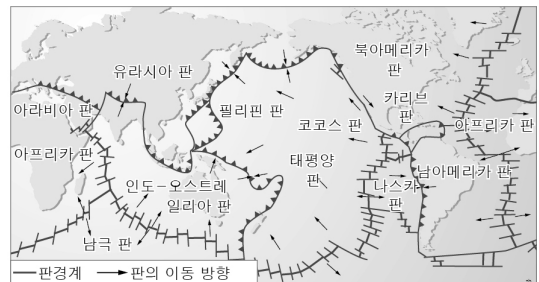 북아메리카
판
유라시아 판
카리브
판
아라비아 판
필리핀 판
코코스 판
아프리카 판
아프리카 판
태평양
판
남아메리카 판
인도-오스트레
일리아 판
나스카
판
남극 판
판경계
판의 이동 방향